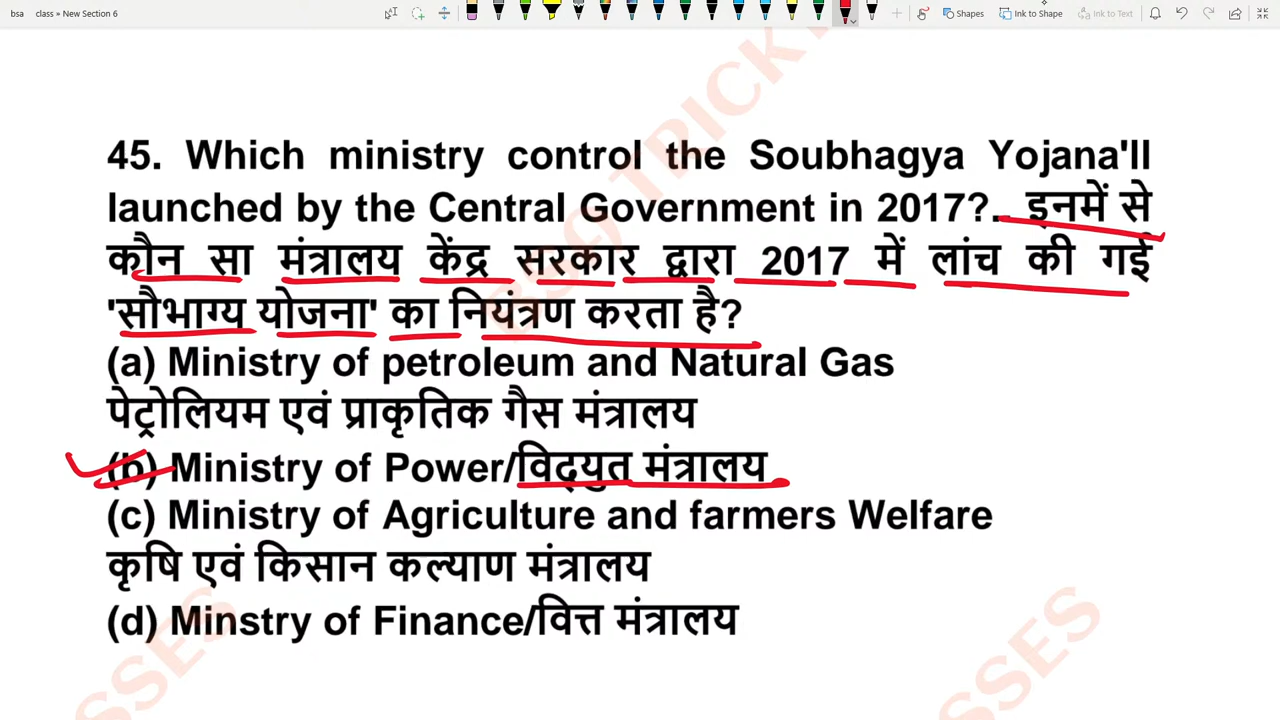 bsa class » New Section 6
Shapes Ink to Shape Ink to Text
45. Which ministry control the Soubhagya Yojana'll
launched by the Central Government in 2017?. इनमें से
कौन सा मंत्रालय केंद्र सरकार द्वारा 2017 में लांच की गई
'सौभाग्य योजना' का नियंत्रण करता है?
(a) Ministry of petroleum and Natural Gas
पेट्रोलियम एवं प्राकृतिक गैस मंत्रालय
(b) Ministry of Power/विद्युत मंत्रालय
(c) Ministry of Agriculture and farmers Welfare
कृषि एवं किसान कल्याण मंत्रालय
(d) Minstry of Finance/वित्त मंत्रालय